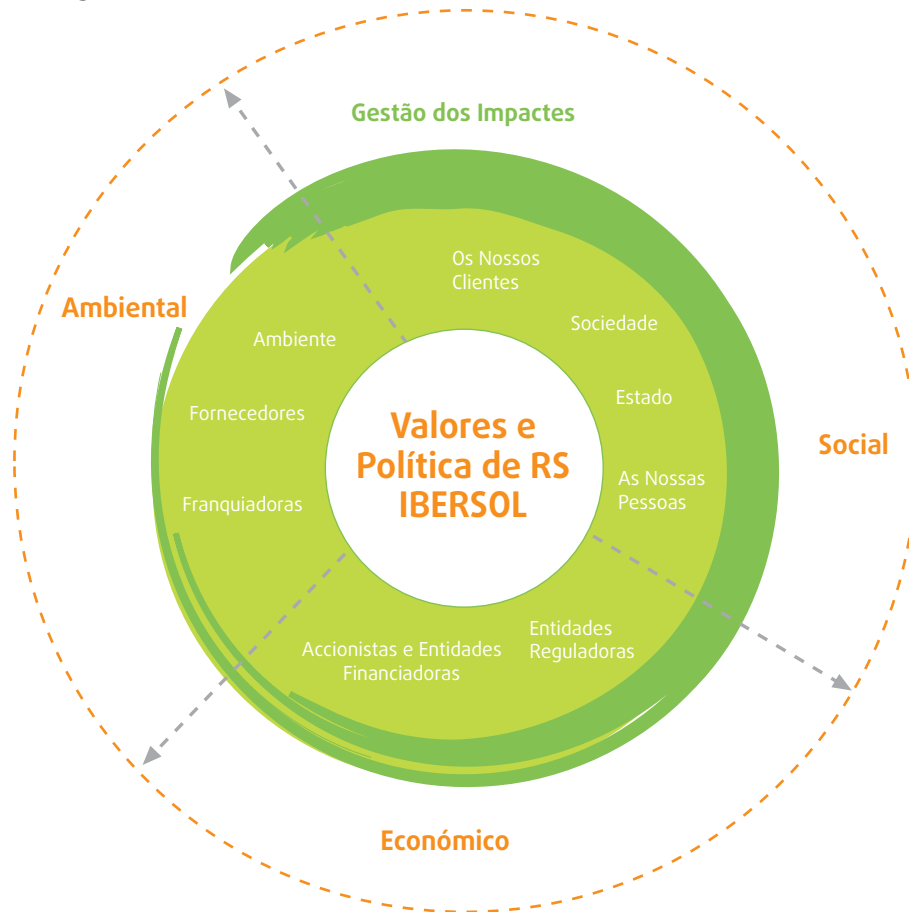 Gestão dos Impactes
Os Nossos
Clientes
Ambiental
Sociedade
Ambiente
Estado
Fornecedores
Valores e
Política de RS
IBERSOL
Social
As Nossas
Pessoas
Franquiadoras
Entidades
Reguladoras
Accionistas e Entidades
Financiadoras
Económico